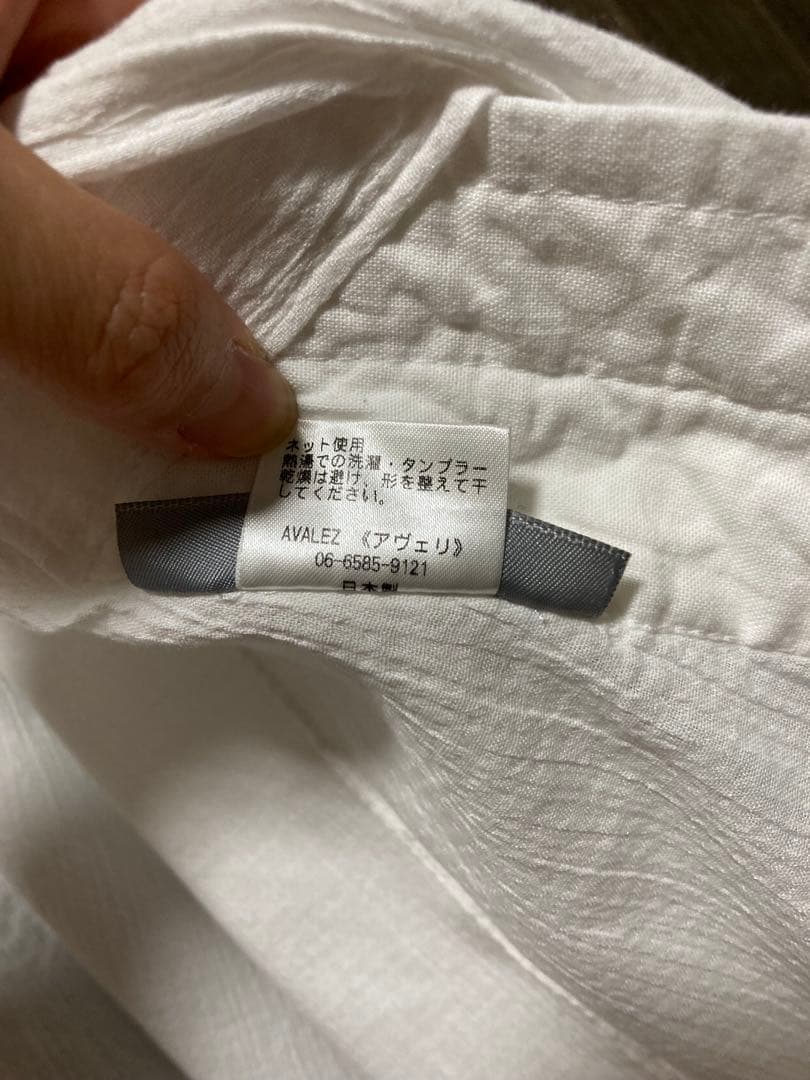 ネット使用
熱湯での洗濯・タンブラー
乾燥は避け、形を整えて干
してください。
AVALEZ 《アヴェリ》
06-6585-9121
日本製